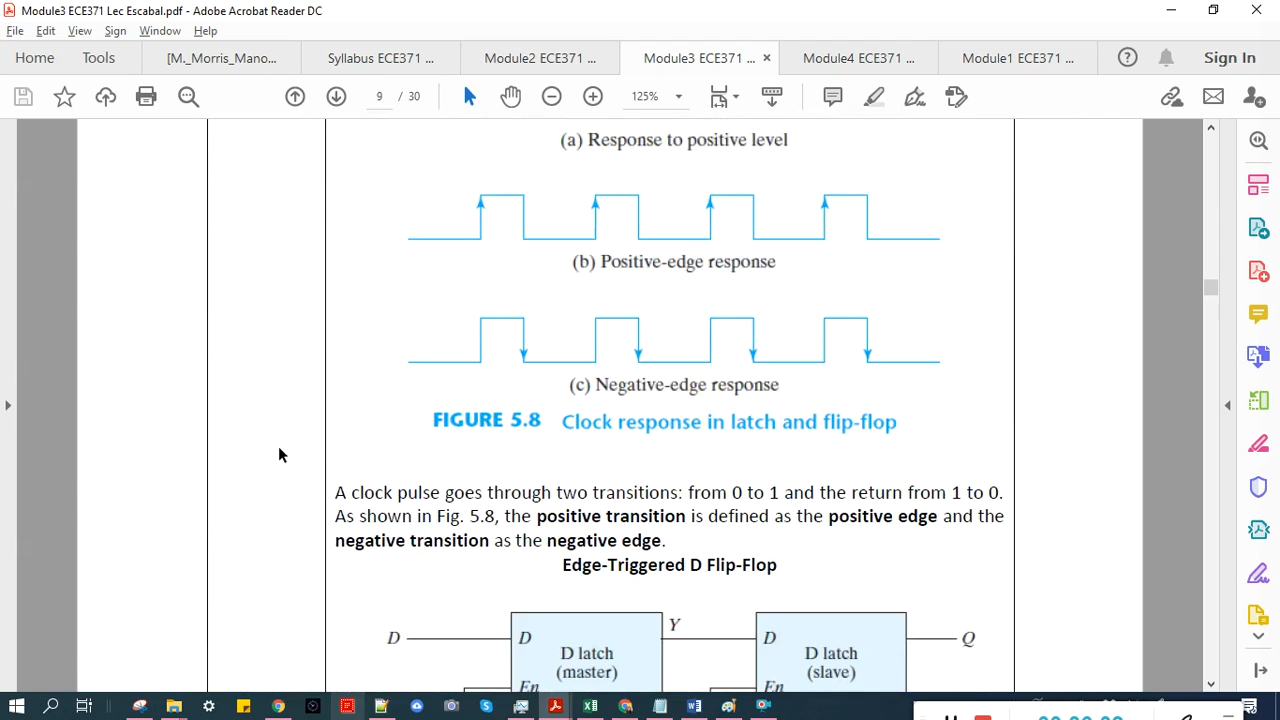 Module3 ECE371 Lec Escabal.pdf - Adobe Acrobat Reader DC
File Edit View Sign Window Help
Home Tools [M._Morris_Mano... Syllabus ECE371 ... Module2 ECE371 ... Module3 ECE371 ... Module4 ECE371 ... Module1 ECE371 ... Sign In
9 / 30 125%
(a) Response to positive level
(b) Positive-edge response
(c) Negative-edge response
FIGURE 5.8 Clock response in latch and flip-flop
A clock pulse goes through two transitions: from 0 to 1 and the return from 1 to 0.
As shown in Fig. 5.8, the positive transition is defined as the positive edge and the
negative transition as the negative edge.
Edge-Triggered D Flip-Flop
Y
D D D Q
D latch D latch
(master) (slave)
En En